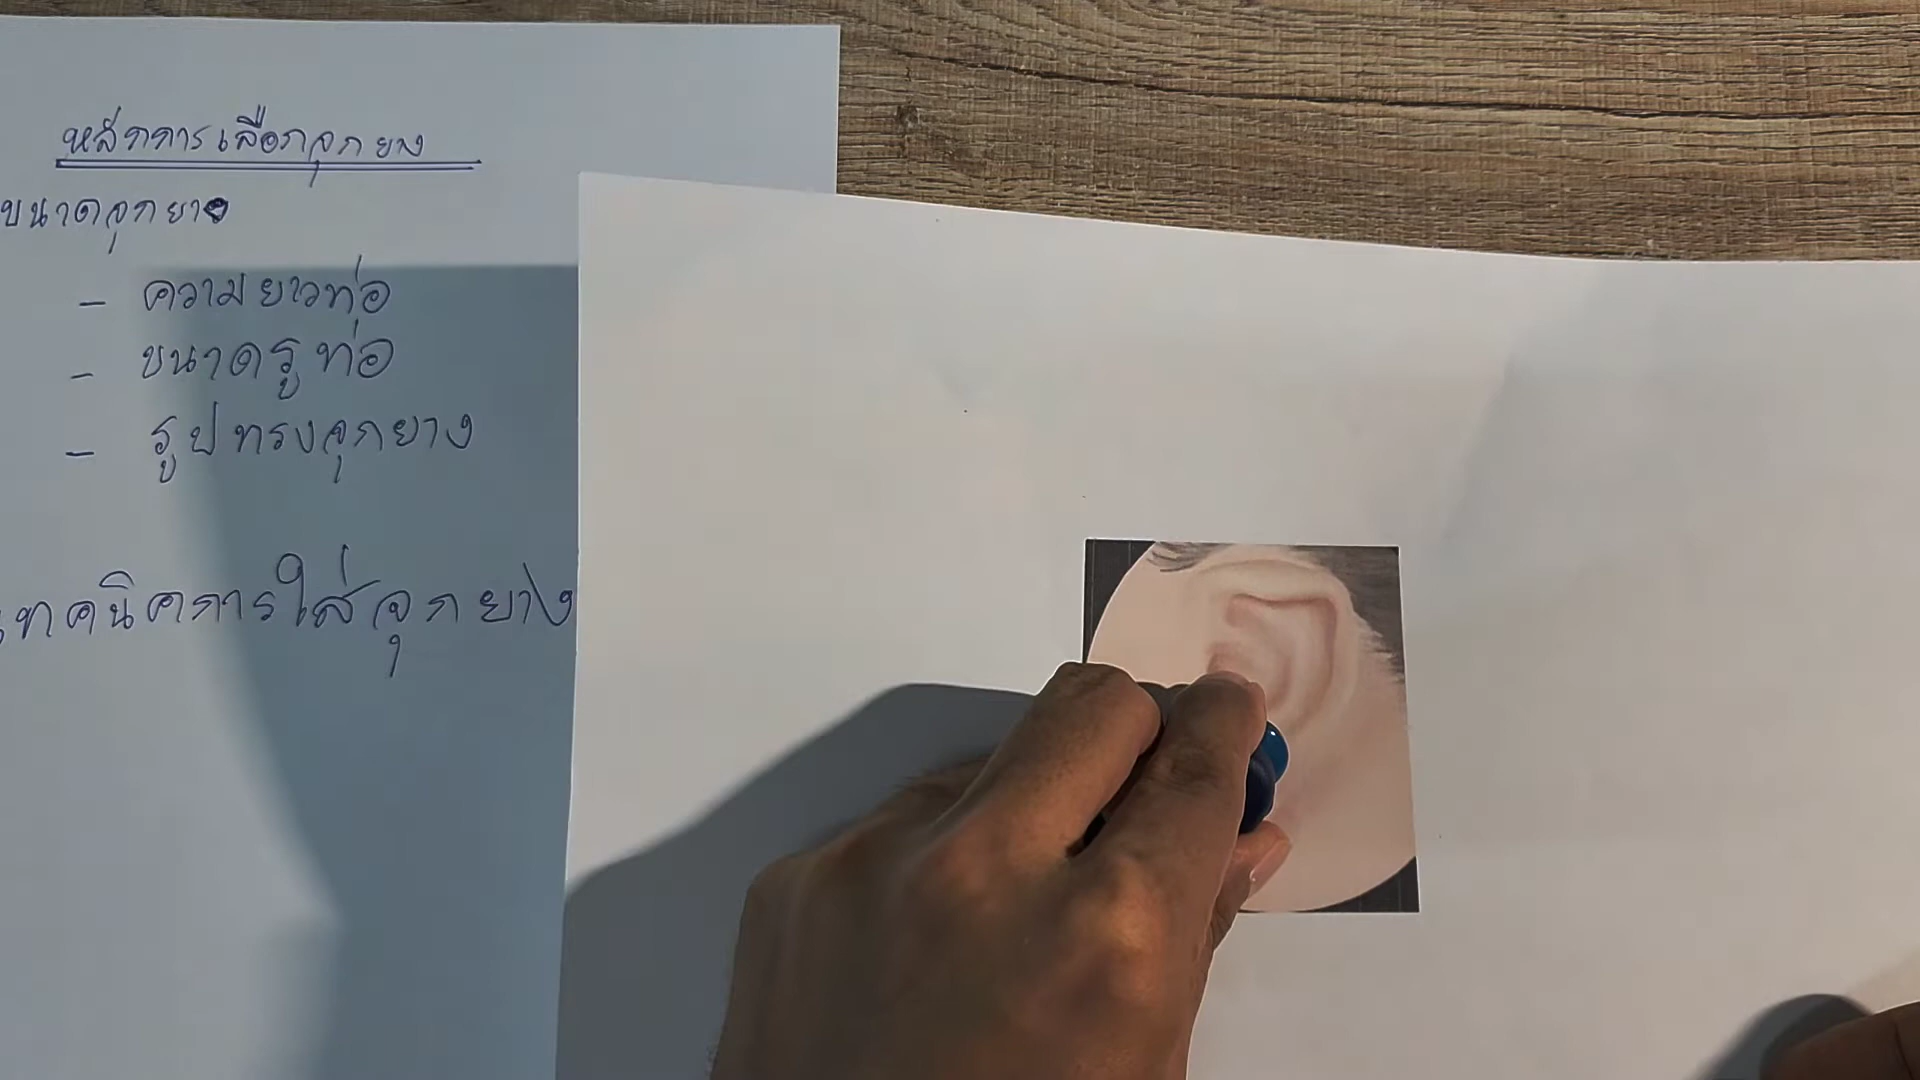 หลักการเลือกจุกยาง
ขนาดจุกยาง
- ความยาวท่อ
- ขนาดรูท่อ
- รูปทรงจุกยาง
เทคนิคการใส่จุกยาง